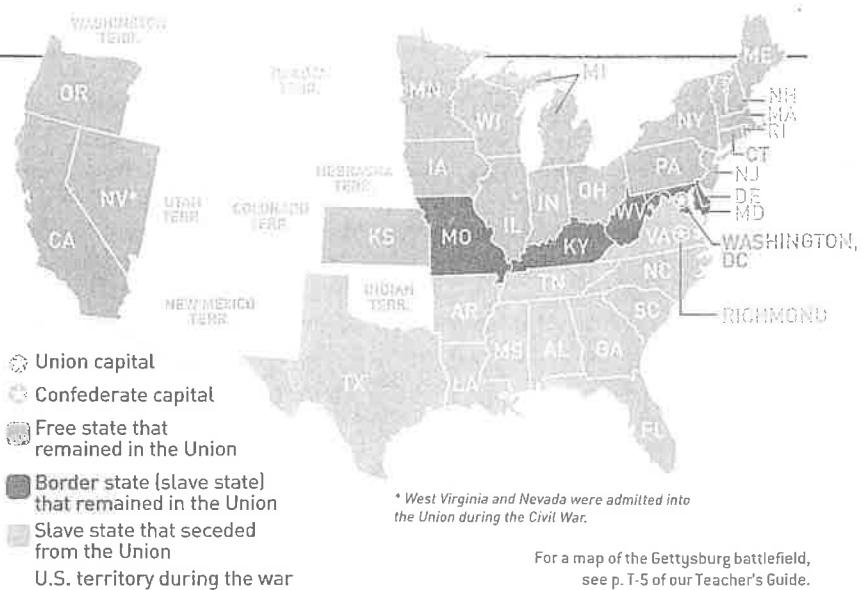 WASHINGTON
TERR.
OR
CA
NV*
UTAH
TERR.
COLORADO
TERR.
NEW MEXICO
TERR.
NEBRASKA
TERR.
KS
INDIAN
TERR.
TX
MN
IA
MO
AR
LA
WI
IL
MI
IN
OH
KY
TN
MS
AL
GA
FL
SC
NC
VA
WV
PA
NY
VT
ME
NH
MA
RI
CT
NJ
DE
MD
WASHINGTON,
DC
RICHMOND
Union capital
Confederate capital
Free state that
remained in the Union
Border state (slave state)
that remained in the Union
Slave state that seceded
from the Union
U.S. territory during the war
* West Virginia and Nevada were admitted into
the Union during the Civil War.
For a map of the Gettysburg battlefield,
see p. T-5 of our Teacher's Guide.